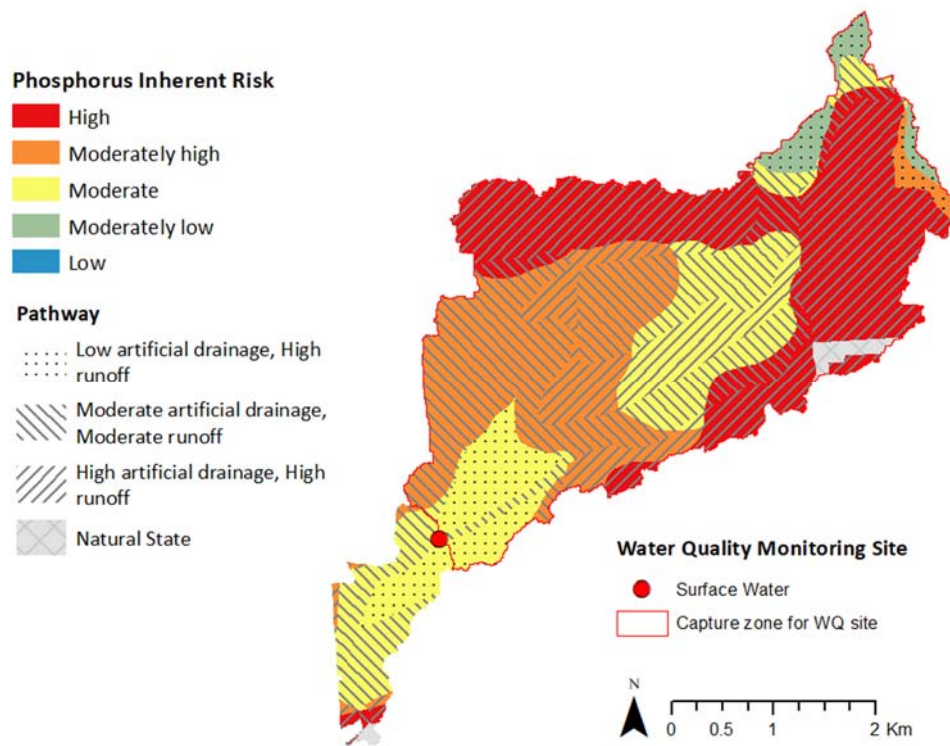 Phosphorus Inherent Risk
High
Moderately high
Moderate
Moderately low
Low
Pathway
Low artificial drainage, High
runoff
Moderate artificial drainage,
Moderate runoff
High artificial drainage, High
runoff
Natural State
Water Quality Monitoring Site
Surface Water
Capture zone for WQ site
N
0 0.5 1 2 Km